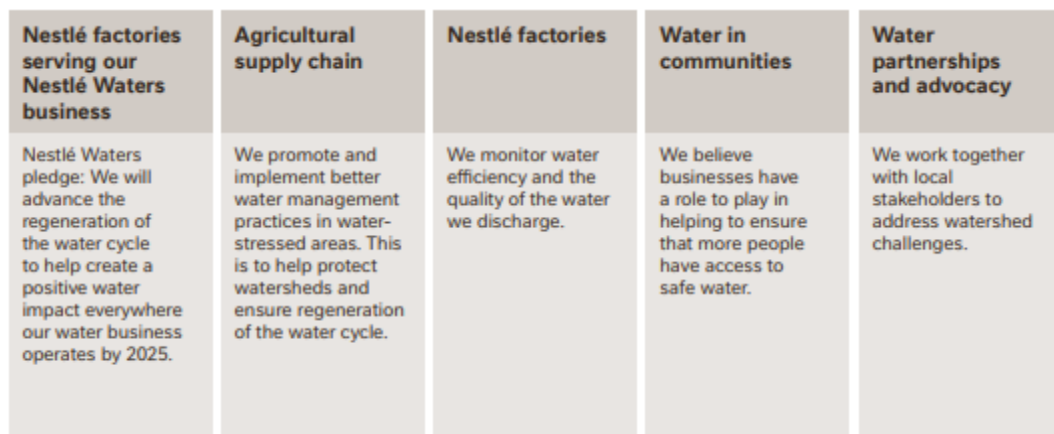 Nestlé factories
serving our
Nestlé Waters
business
Nestlé Waters
pledge: We will
advance the
regeneration of
the water cycle
to help create a
positive water
impact everywhere
our water business
operates by 2025.
Agricultural
supply chain
We promote and
implement better
water management
practices in water-
stressed areas. This
is to help protect
watersheds and
ensure regeneration
of the water cycle.
Nestlé factories
We monitor water
efficiency and the
quality of the water
we discharge.
Water in
communities
We believe
businesses have
a role to play in
helping to ensure
that more people
have access to
safe water.
Water
partnerships
and advocacy
We work together
with local
stakeholders to
address watershed
challenges.